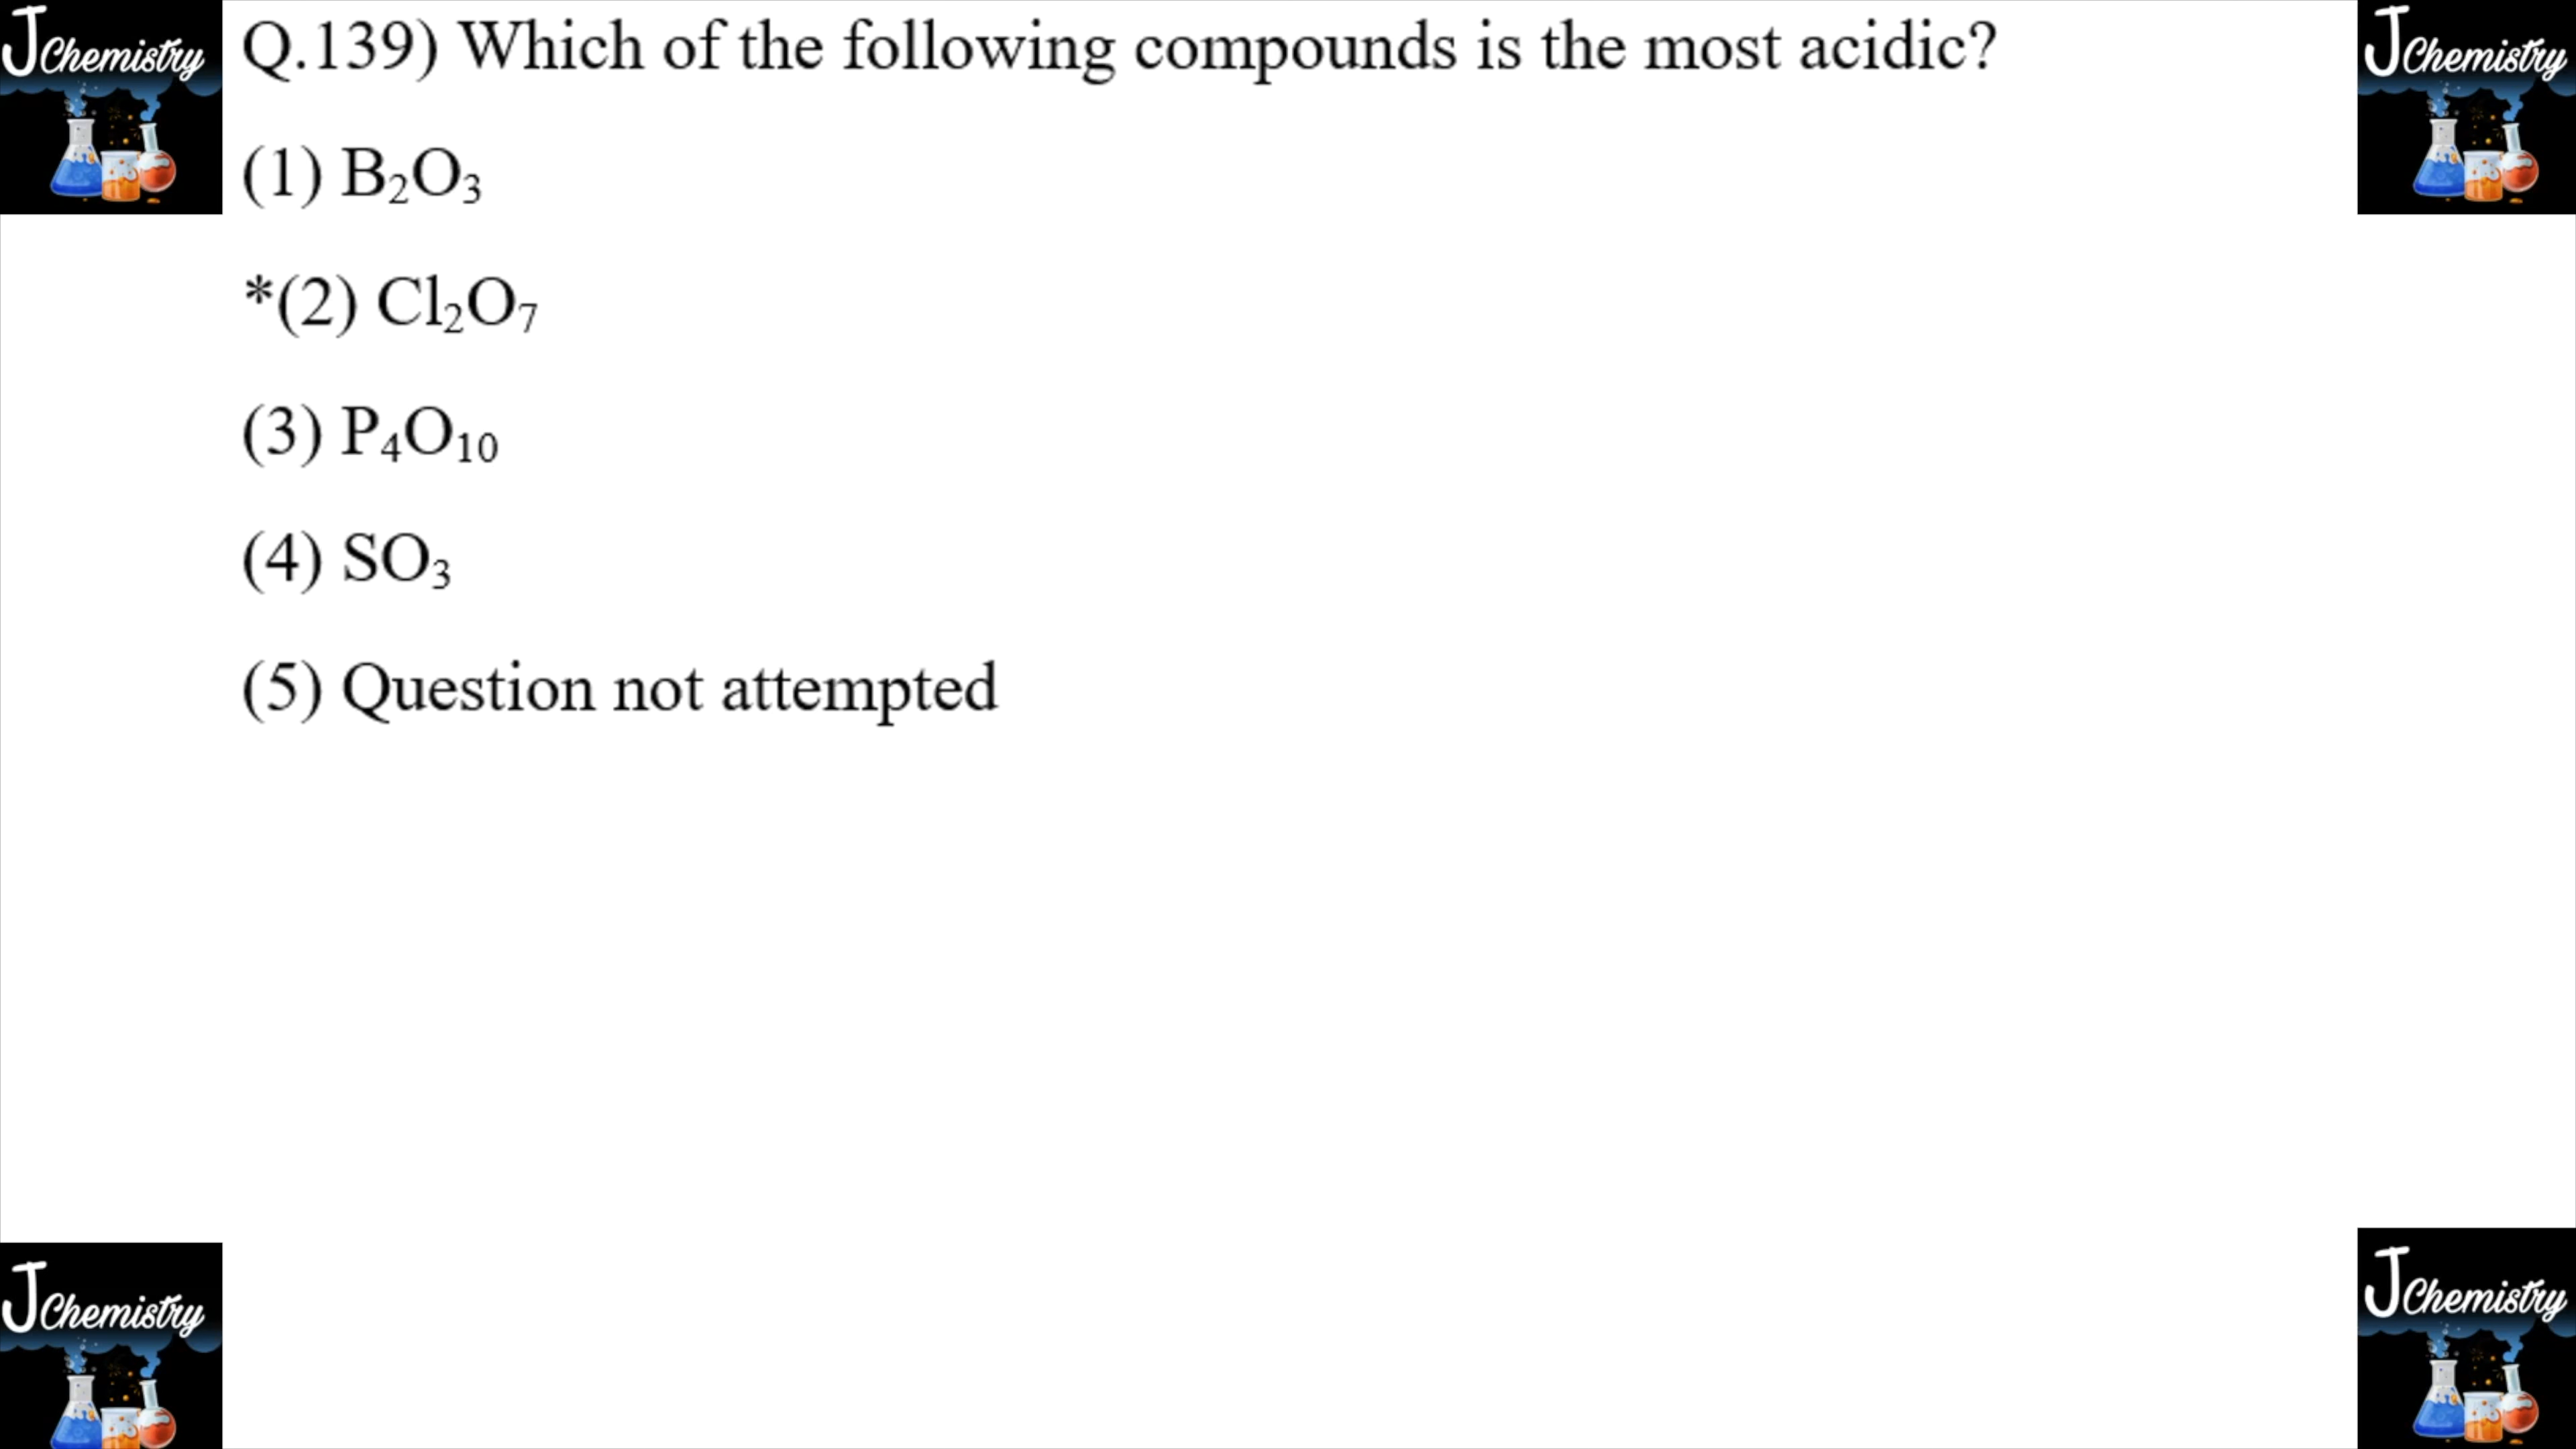 JChemistry
Q.139) Which of the following compounds is the most acidic?
JChemistry
(1) B₂O₃
*(2) Cl₂O₇
(3) P₄O₁₀
(4) SO₃
(5) Question not attempted
JChemistry
JChemistry